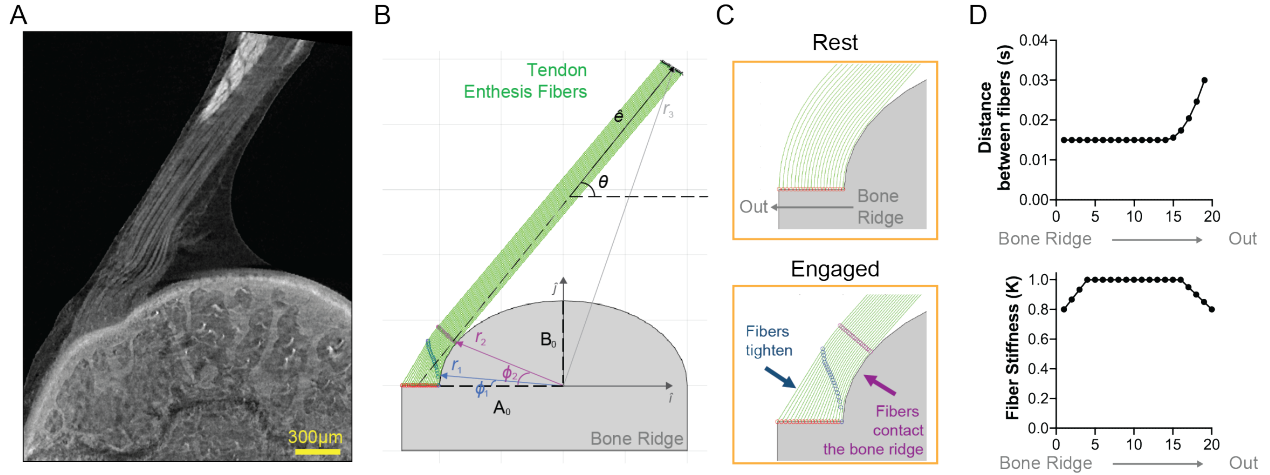 A
300μm
B
Tendon
Enthesis Fibers
ê
r3
θ
ĵ
B0
r2
r1
ϕ2
ϕ1
A0
î
Bone Ridge
C
Rest
Out
Bone
Ridge
Engaged
Fibers
tighten
Fibers
contact
the bone ridge
D
Distance
between fibers (s)
0.04
0.03
0.02
0.01
0.00
0 5 10 15 20
Bone Ridge Out
Fiber Stiffness (K)
1.0
0.8
0.6
0.4
0.2
0.0
0 5 10 15 20
Bone Ridge Out